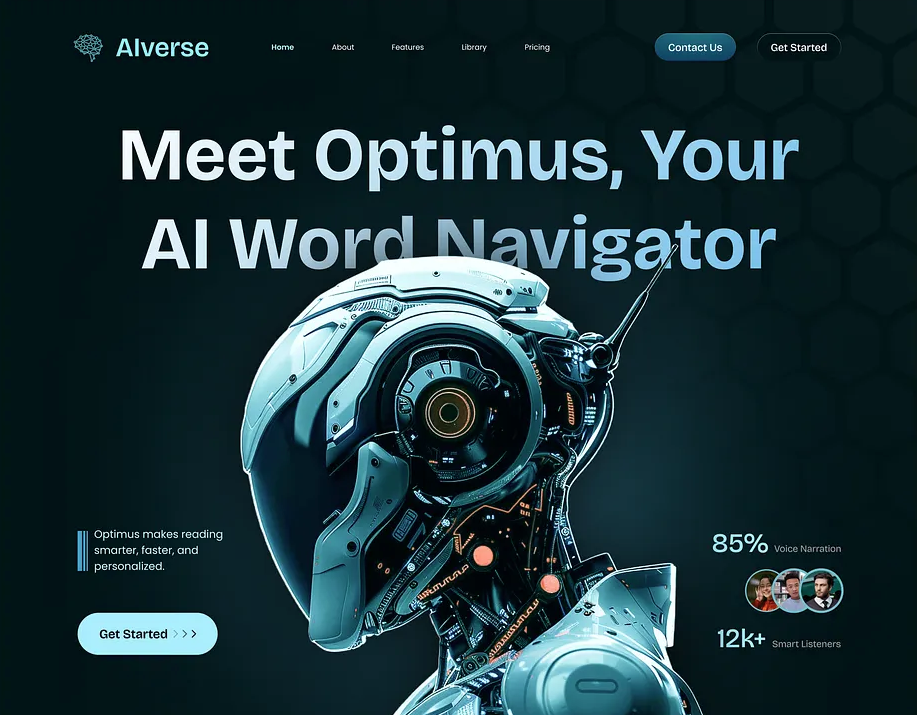 AIverse
Home
About
Features
Library
Pricing
Contact Us
Get Started
Meet Optimus, Your
AI Word Navigator
Optimus makes reading
smarter, faster, and
personalized.
Get Started
85% Voice Narration
12k+ Smart Listeners